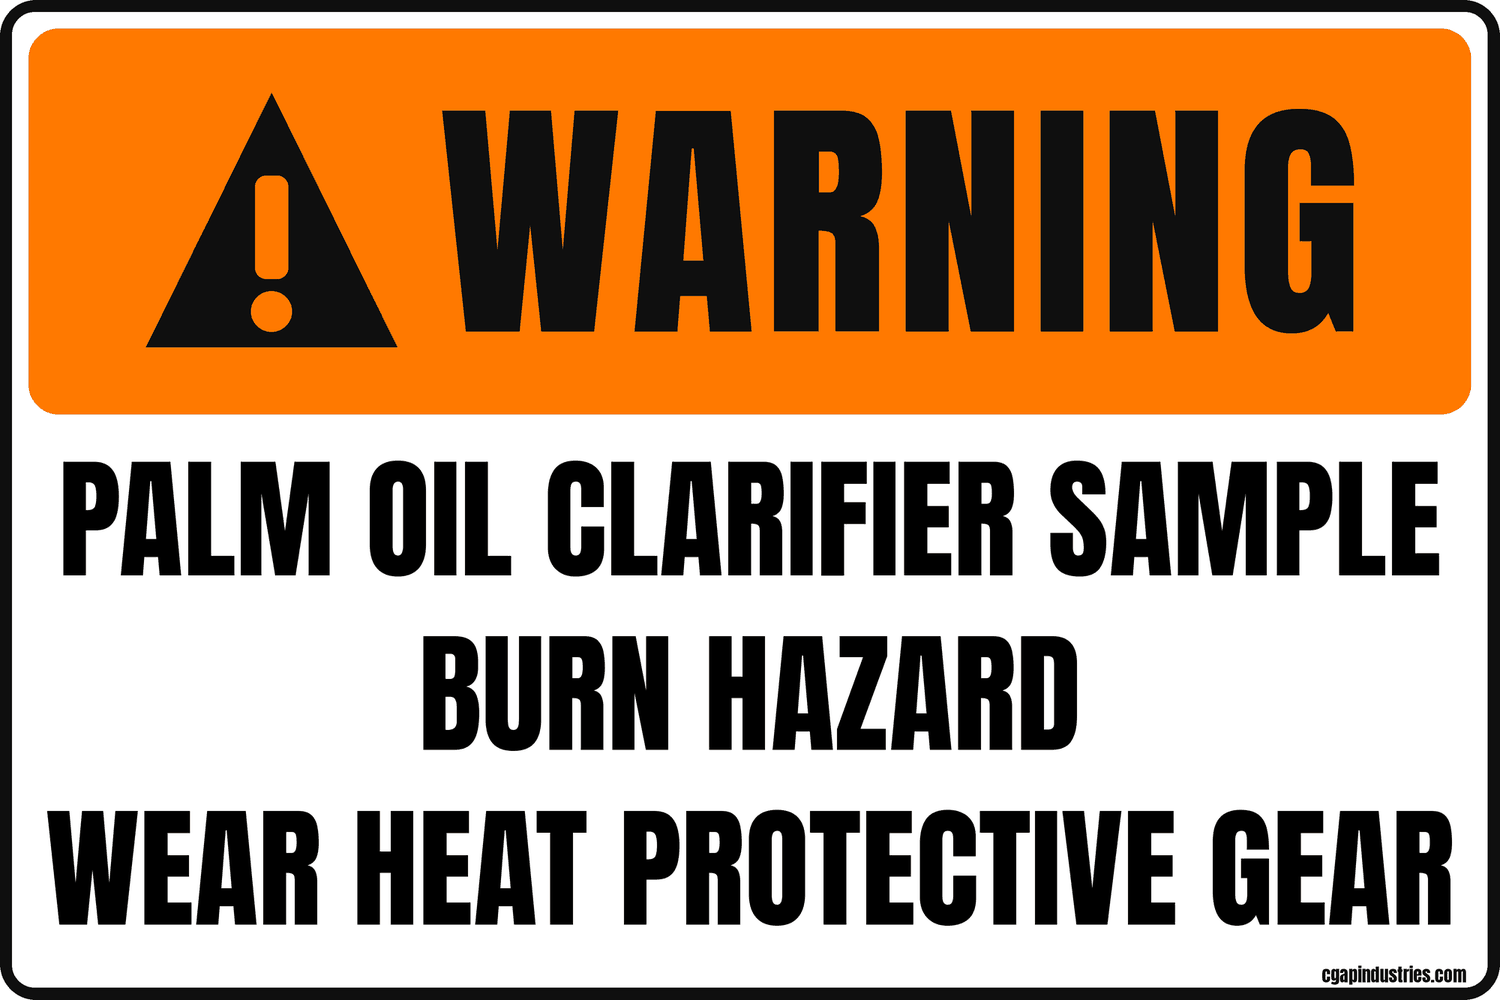 WARNING
PALM OIL CLARIFIER SAMPLE
BURN HAZARD
WEAR HEAT PROTECTIVE GEAR
cgapindustries.com